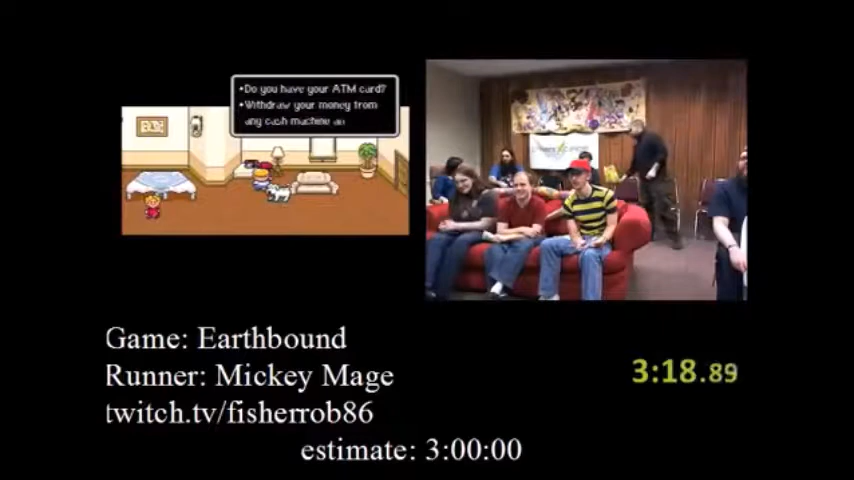 •Do you have your ATM card?
•Withdraw your money from
any cash machine an
Game: Earthbound
Runner: Mickey Mage
3:18.89
twitch.tv/fisherrob86
estimate: 3:00:00